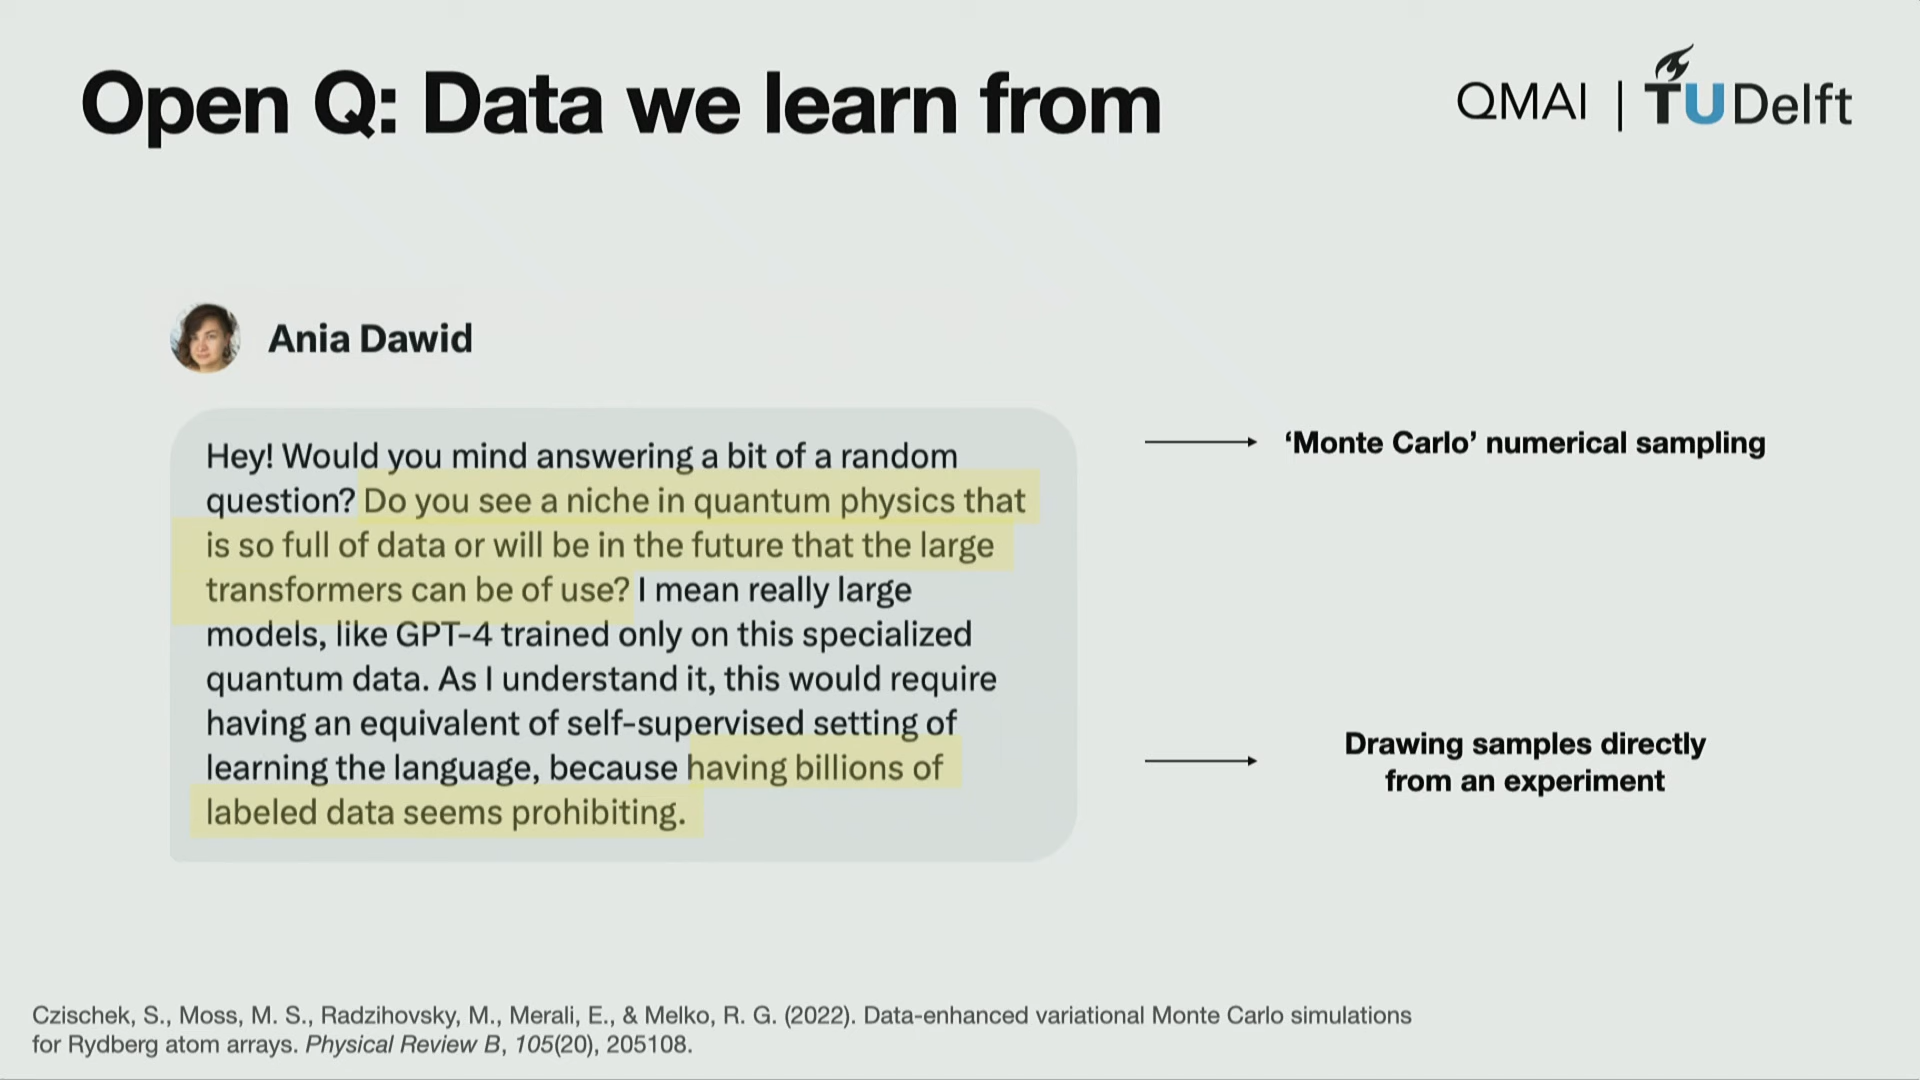 Open Q: Data we learn from
QMAI | TU Delft
Ania Dawid
Hey! Would you mind answering a bit of a random
question? Do you see a niche in quantum physics that
is so full of data or will be in the future that the large
transformers can be of use? I mean really large
models, like GPT-4 trained only on this specialized
quantum data. As I understand it, this would require
having an equivalent of self-supervised setting of
learning the language, because having billions of
labeled data seems prohibiting.
‘Monte Carlo’ numerical sampling
Drawing samples directly
from an experiment
Czischek, S., Moss, M. S., Radzihovsky, M., Merali, E., & Melko, R. G. (2022). Data-enhanced variational Monte Carlo simulations
for Rydberg atom arrays. Physical Review B, 105(20), 205108.